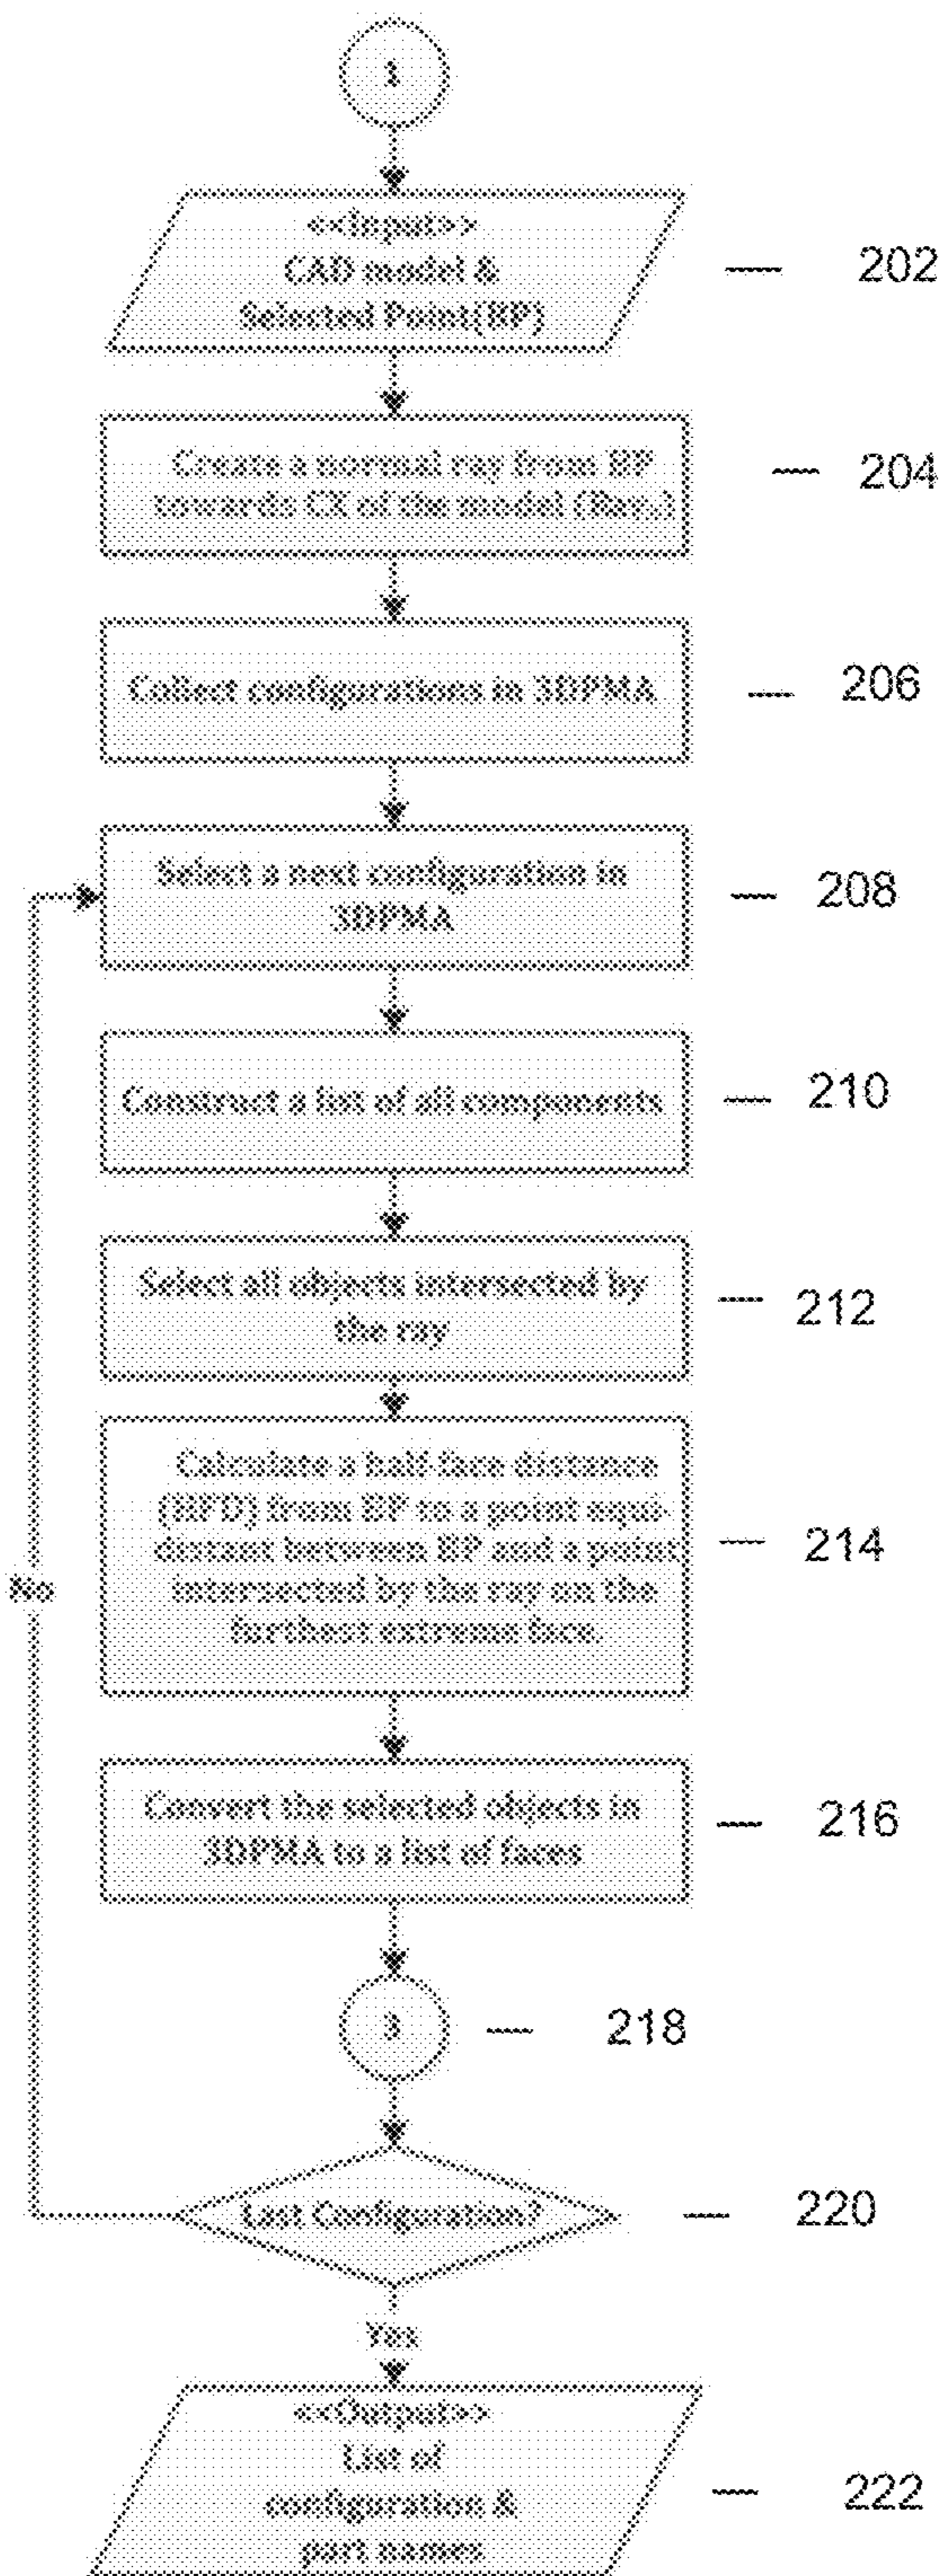 1
<<Input>>
CAD model &
Selected Point(BP)
202
Create a normal ray from BP
towards CX of the model (Ray
204
Collect configurations in 3DPMA
206
Select a next configuration in
3DPMA
208
Construct a list of all components
210
Select all objects intersected by
the ray
212
Calculate a half face distance
(HFD) from BP to a point equi-
distant between BP and a point
intersected by the ray on the
furthest extreme face
214
No
Convert the selected objects in
3DPMA to a list of faces
216
3
218
Last Configuration?
220
Yes
<<Output>>
List of
configuration &
part names
222